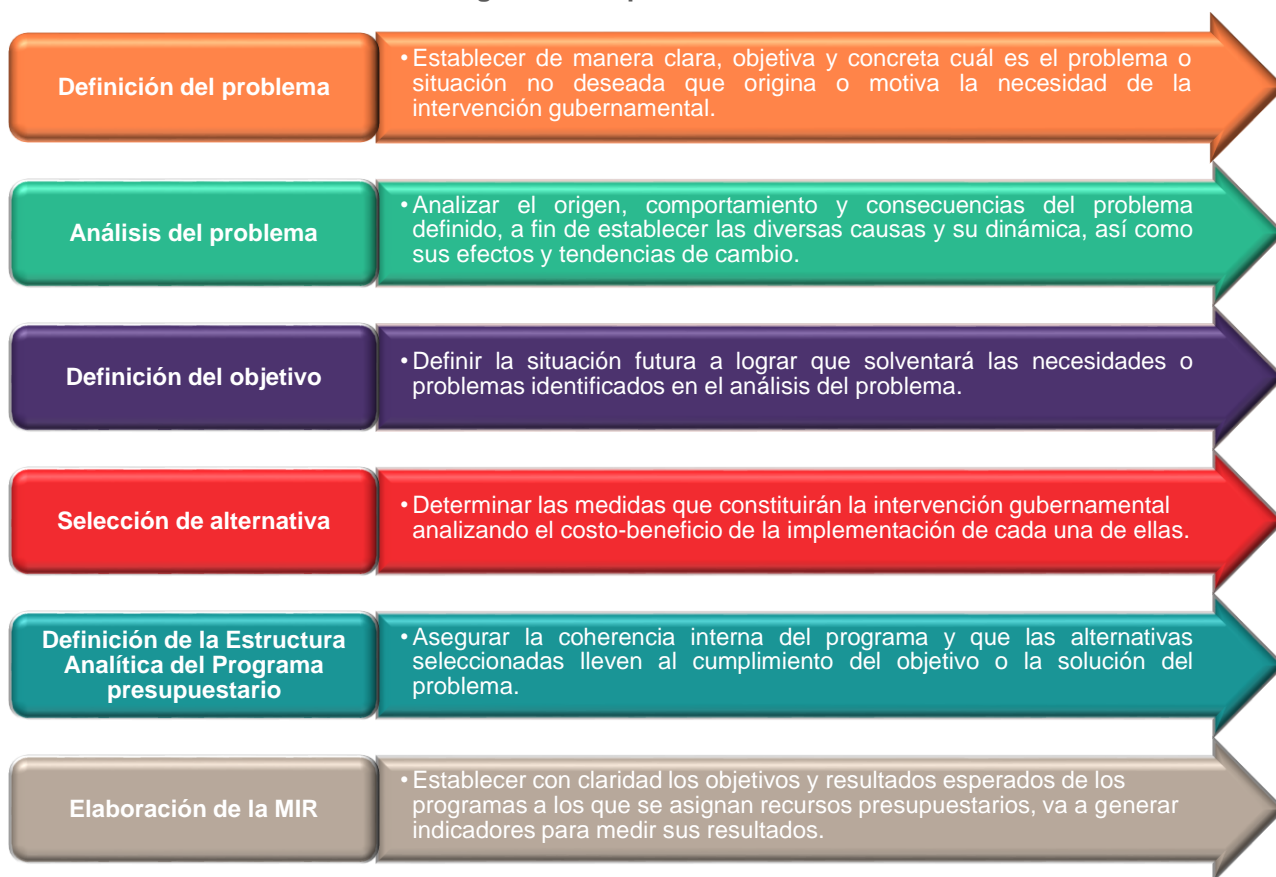 Definición del problema
• Establecer de manera clara, objetiva y concreta cuál es el problema o
situación no deseada que origina o motiva la necesidad de la
intervención gubernamental.
Análisis del problema
• Analizar el origen, comportamiento y consecuencias del problema
definido, a fin de establecer las diversas causas y su dinámica, así como
sus efectos y tendencias de cambio.
Definición del objetivo
• Definir la situación futura a lograr que solventará las necesidades o
problemas identificados en el análisis del problema.
Selección de alternativa
• Determinar las medidas que constituirán la intervención gubernamental
analizando el costo-beneficio de la implementación de cada una de ellas.
Definición de la Estructura
Analítica del Programa
presupuestario
• Asegurar la coherencia interna del programa y que las alternativas
seleccionadas lleven al cumplimiento del objetivo o la solución del
problema.
Elaboración de la MIR
• Establecer con claridad los objetivos y resultados esperados de los
programas a los que se asignan recursos presupuestarios, va a generar
indicadores para medir sus resultados.